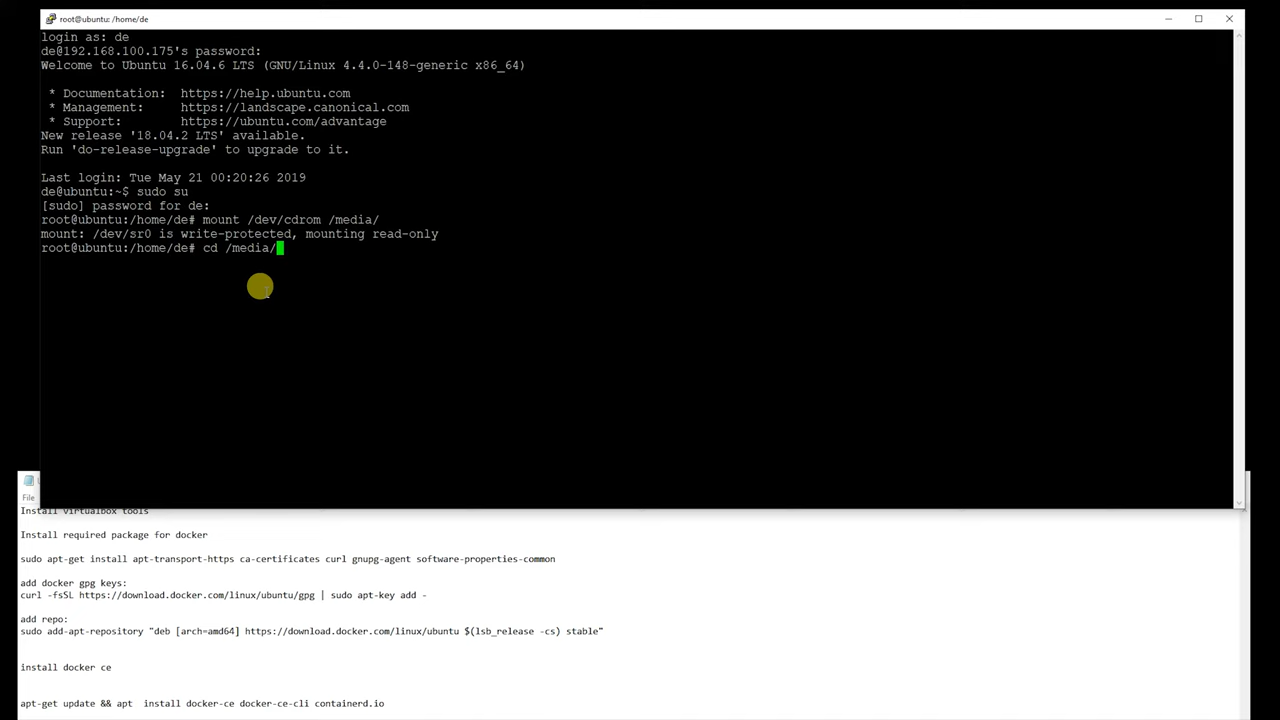 root@ubuntu: /home/de
login as: de
de@192.168.100.175's password:
Welcome to Ubuntu 16.04.6 LTS (GNU/Linux 4.4.0-148-generic x86_64)
* Documentation:  https://help.ubuntu.com
* Management:     https://landscape.canonical.com
* Support:        https://ubuntu.com/advantage
New release '18.04.2 LTS' available.
Run 'do-release-upgrade' to upgrade to it.
Last login: Tue May 21 00:20:26 2019
de@ubuntu:~$ sudo su
[sudo] password for de:
root@ubuntu:/home/de# mount /dev/cdrom /media/
mount: /dev/sr0 is write-protected, mounting read-only
root@ubuntu:/home/de# cd /media/
File
Install virtualbox tools
Install required package for docker
sudo apt-get install apt-transport-https ca-certificates curl gnupg-agent software-properties-common
add docker gpg keys:
curl -fsSL https://download.docker.com/linux/ubuntu/gpg | sudo apt-key add -
add repo:
sudo add-apt-repository "deb [arch=amd64] https://download.docker.com/linux/ubuntu $(lsb_release -cs) stable"
install docker ce
apt-get update && apt  install docker-ce docker-ce-cli containerd.io